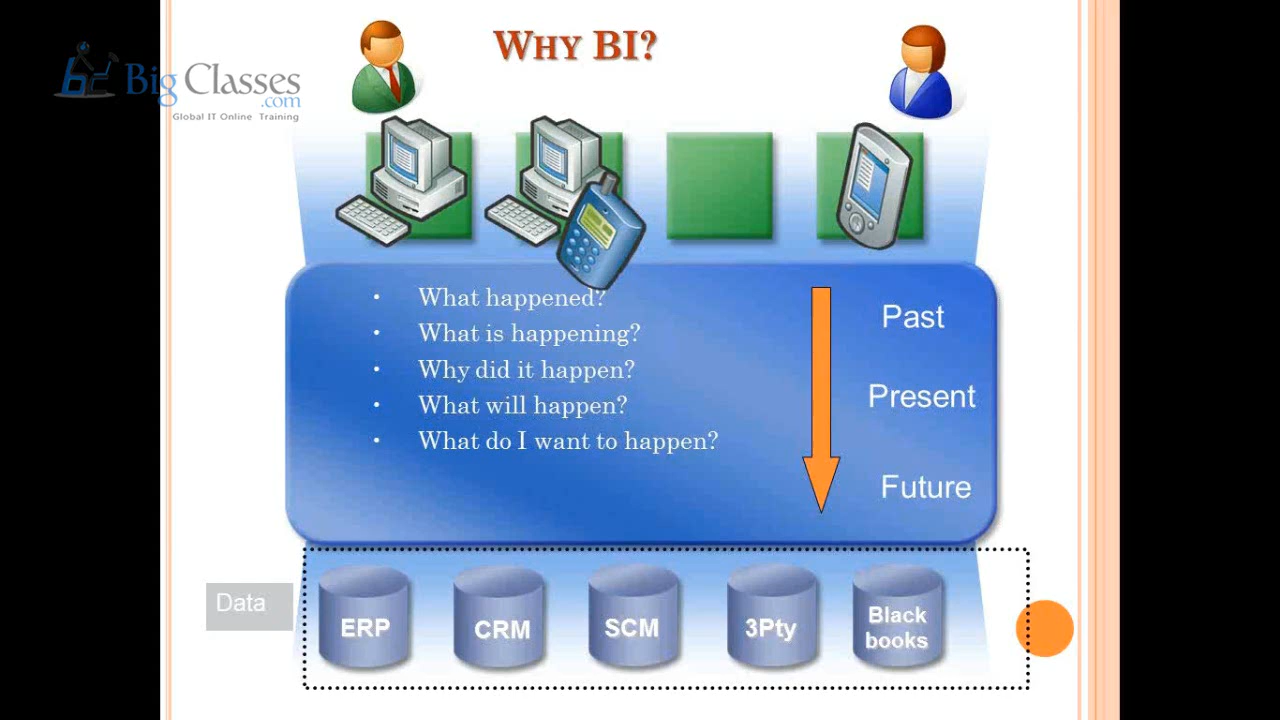 Why BI?
Big Classes
.com
Global IT Online Training
• What happened?
• What is happening?
• Why did it happen?
• What will happen?
• What do I want to happen?
Past
Present
Future
Data
ERP
CRM
SCM
3Pty
Black
books